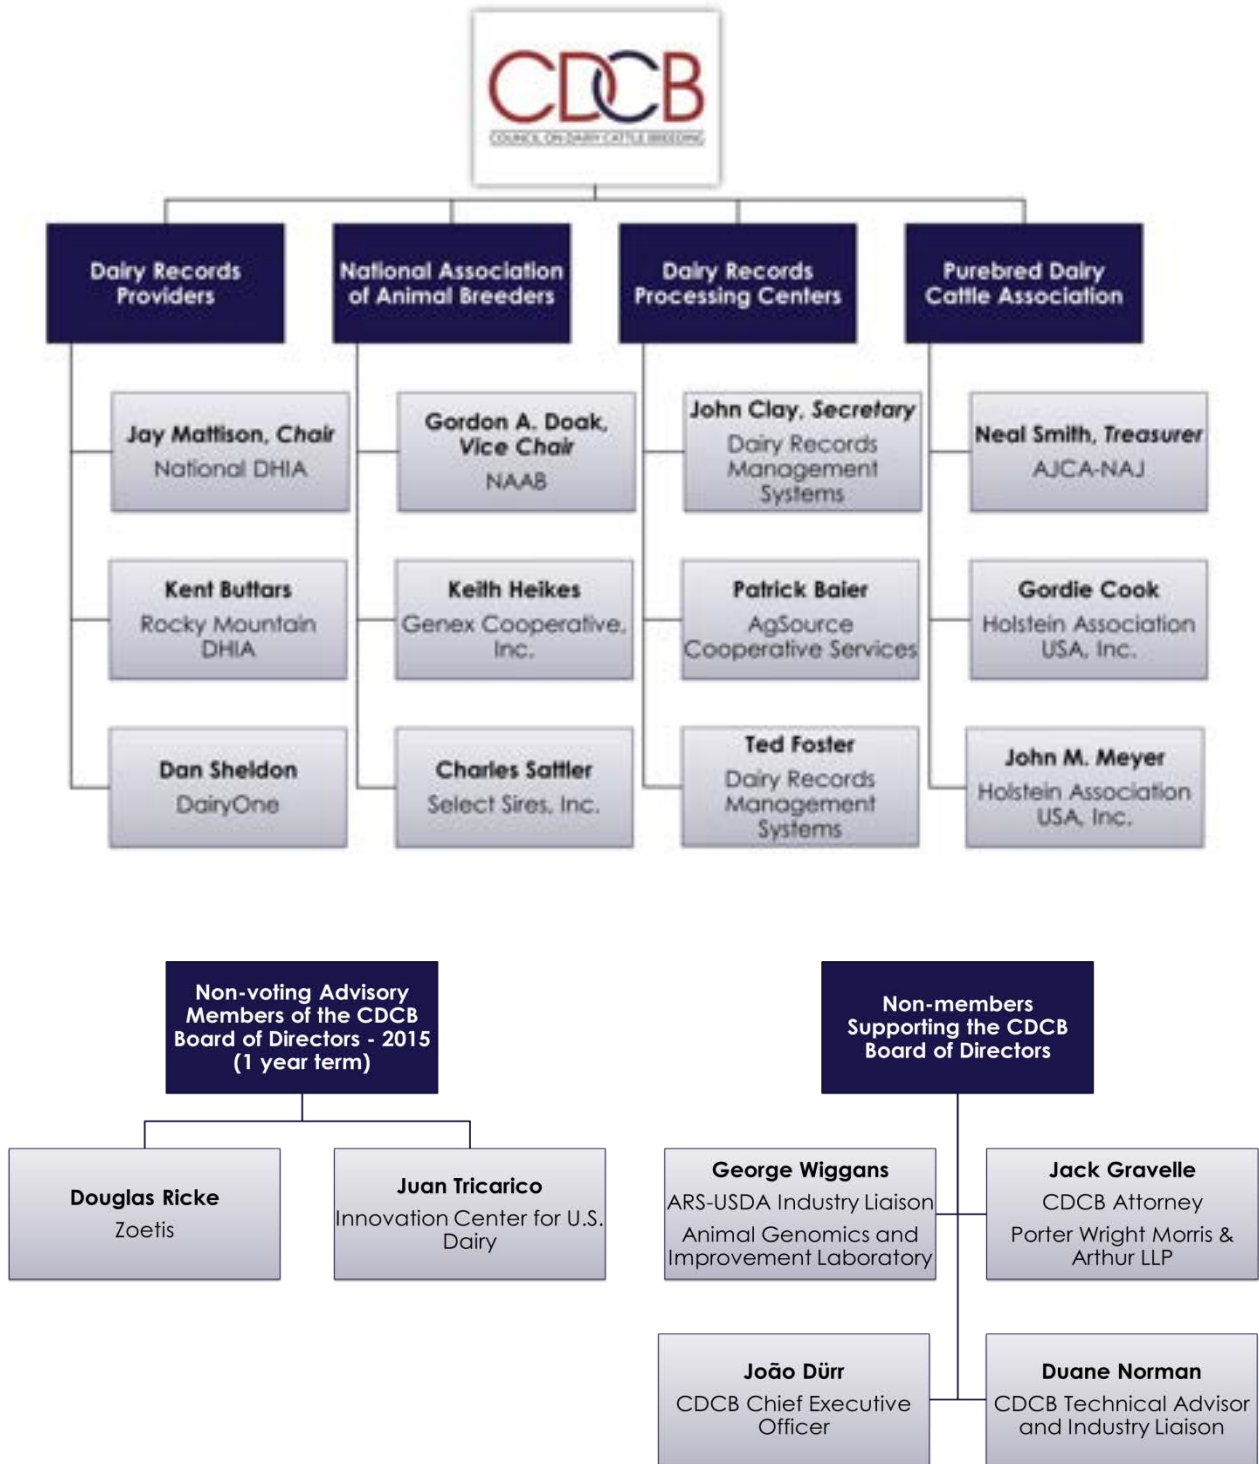 CDCB
COUNCIL ON DAIRY CATTLE BREEDING
Dairy Records
Providers
National Association
of Animal Breeders
Dairy Records
Processing Centers
Purebred Dairy
Cattle Association
Jay Mattison, Chair
National DHIA
Gordon A. Doak,
Vice Chair
NAAB
John Clay, Secretary
Dairy Records
Management
Systems
Neal Smith, Treasurer
AJCA-NAJ
Kent Buttars
Rocky Mountain
DHIA
Keith Heikes
Genex Cooperative,
Inc.
Patrick Baier
AgSource
Cooperative Services
Gordie Cook
Holstein Association
USA, Inc.
Dan Sheldon
DairyOne
Charles Sattler
Select Sires, Inc.
Ted Foster
Dairy Records
Management
Systems
John M. Meyer
Holstein Association
USA, Inc.
Non-voting Advisory
Members of the CDCB
Board of Directors - 2015
(1 year term)
Douglas Ricke
Zoetis
Juan Tricarico
Innovation Center for U.S.
Dairy
Non-members
Supporting the CDCB
Board of Directors
George Wiggans
ARS-USDA Industry Liaison
Animal Genomics and
Improvement Laboratory
Jack Gravelle
CDCB Attorney
Porter Wright Morris &
Arthur LLP
João Dürr
CDCB Chief Executive
Officer
Duane Norman
CDCB Technical Advisor
and Industry Liaison